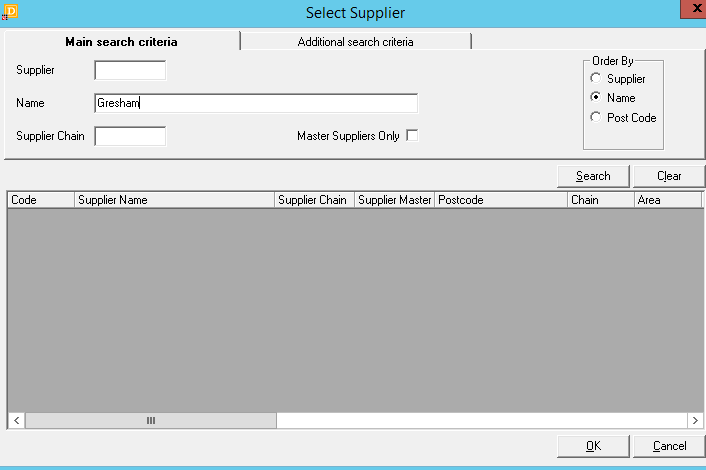 D
Select Supplier
X
Main search criteria
Additional search criteria
Supplier
Name
Gresham
Supplier Chain
Master Suppliers Only
Order By
Supplier
Name
Post Code
Search
Clear
Code Supplier Name Supplier Chain Supplier Master Postcode Chain Area
OK
Cancel